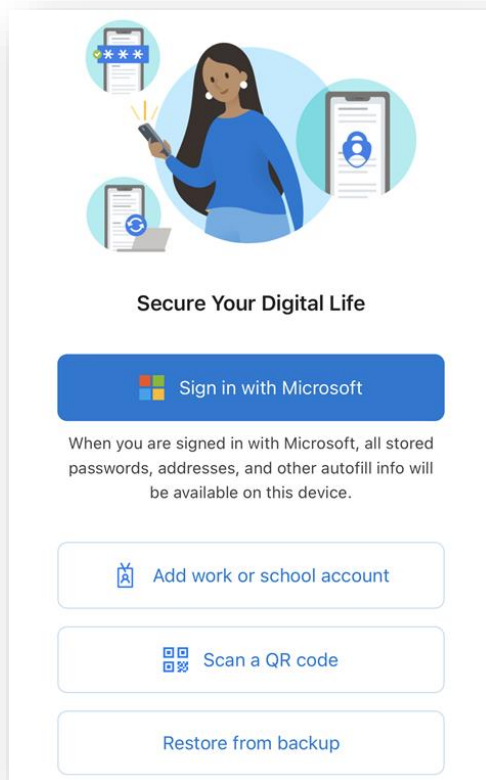 ***
Secure Your Digital Life
Sign in with Microsoft
When you are signed in with Microsoft, all stored
passwords, addresses, and other autofill info will
be available on this device.
Add work or school account
Scan a QR code
Restore from backup